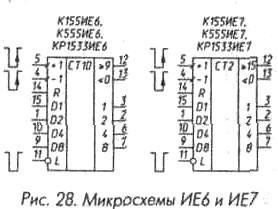 К155ИЕ6,
К555ИЕ6,
КР1533ИЕ6
5 +1 СТ10 ≥9 12
4 -1 <0 13
14 R
15 D1 1 3
1 D2 2 2
10 D4 4 6
9 D8 8 7
11 L
К155ИЕ7,
К555ИЕ7,
КР1533ИЕ7
5 +1 СТ2 ≥15 12
4 -1 <0 13
14 R
15 D1 1 3
1 D2 2 2
10 D4 4 6
9 D8 8 7
11 L
Рис. 28. Микросхемы ИЕ6 и ИЕ7